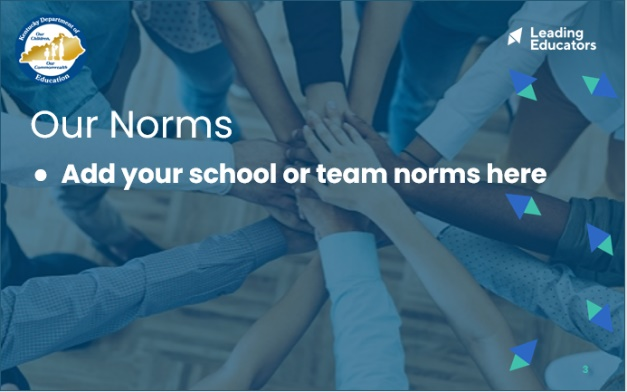 Kentucky Department of
Our
Children,
Our
Commonwealth
Education
Leading
Educators
Our Norms
● Add your school or team norms here
3